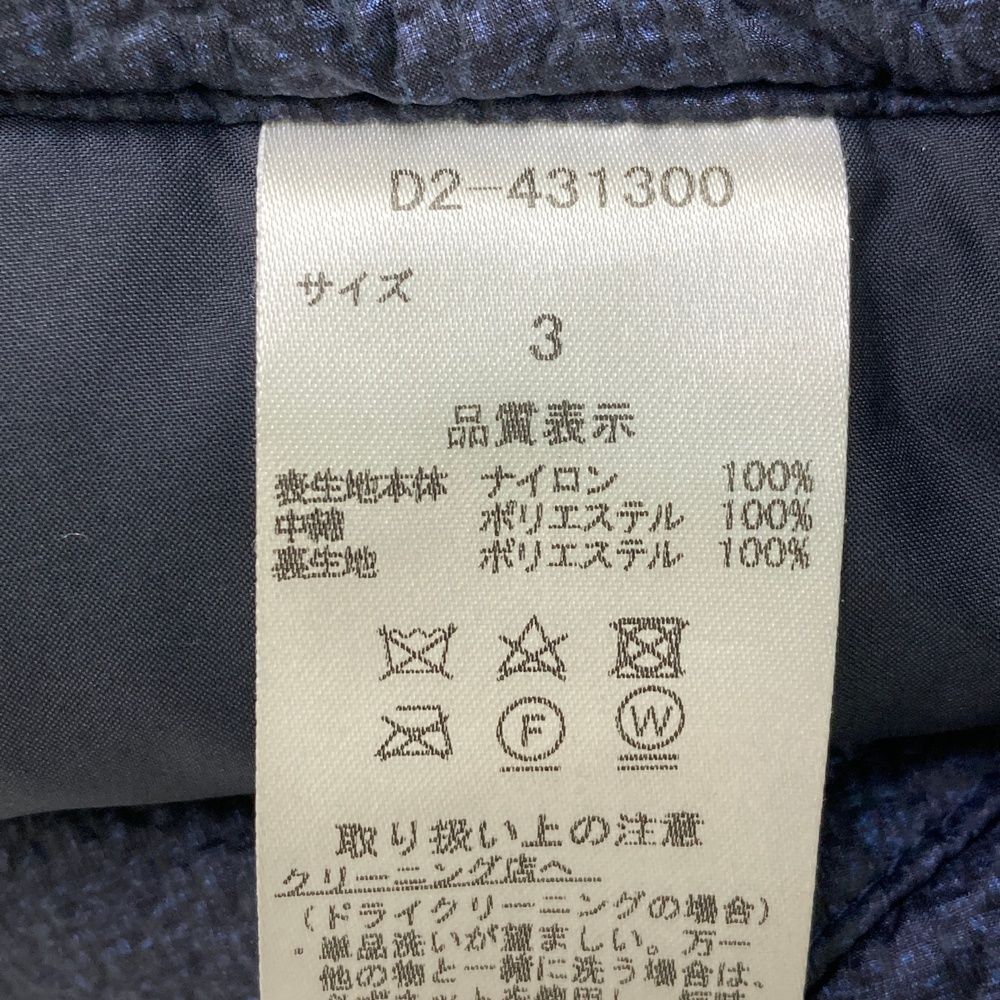 D2-431300
サイズ
3
品質表示
表生地本体 ナイロン 100%
中綿 ポリエステル 100%
裏生地 ポリエステル 100%
F W
取り扱い上の注意
クリーニング店へ
(ドライクリーニングの場合)
・単品洗いが望ましい。万一
他の物と一緒に洗う場合は、